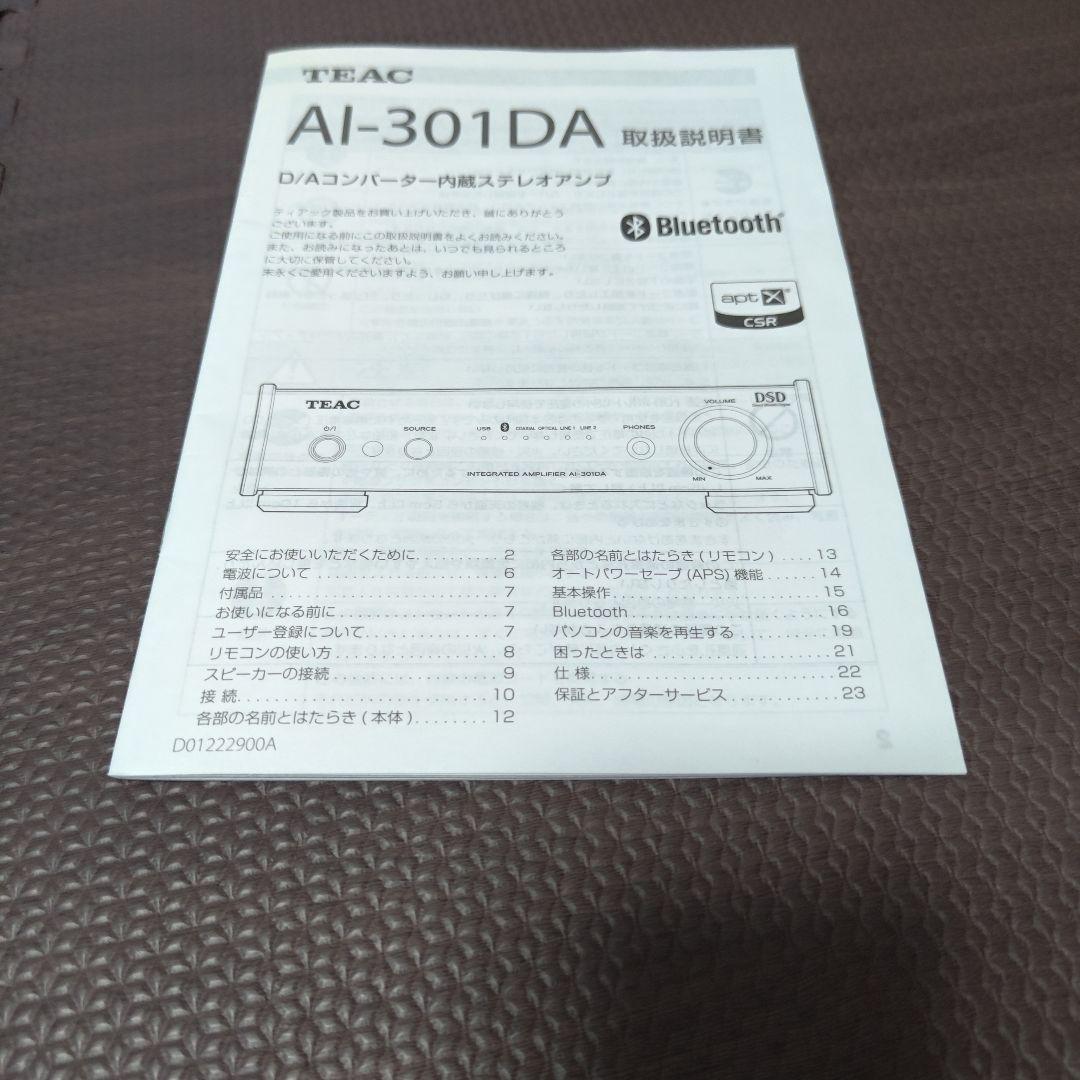 TEAC
AI-301DA 取扱説明書
D/Aコンバーター内蔵ステレオアンプ
ティアック製品をお買い上げいただき、誠にありがとう
ございます。
ご使用になる前にこの取扱説明書をよくお読みください。
また、お読みになったあとは、いつでも見られるところ
に大切に保管してください。
末永くご愛用くださいますよう、お願い申し上げます。
Bluetooth®
aptX®
CSR
TEAC
DSD
VOLUME
SOURCE
USB COAXIAL OPTICAL LINE 1 LINE 2
PHONES
INTEGRATED AMPLIFIER AI-301DA
MIN MAX
安全にお使いいただくために. . . . . . . . . . 2
電波について . . . . . . . . . . . . . . . . . . . . . 6
付属品 . . . . . . . . . . . . . . . . . . . . . . . . . . 7
お使いになる前に . . . . . . . . . . . . . . . . . . 7
ユーザー登録について. . . . . . . . . . . . . . . 7
リモコンの使い方 . . . . . . . . . . . . . . . . . . 8
スピーカーの接続 . . . . . . . . . . . . . . . . . . 9
接 続. . . . . . . . . . . . . . . . . . . . . . . . . . . 10
各部の名前とはたらき ( 本体 ). . . . . . . . 12
各部の名前とはたらき ( リモコン ) . . . . 13
オートパワーセーブ (APS) 機能 . . . . . . 14
基本操作. . . . . . . . . . . . . . . . . . . . . . . . 15
Bluetooth . . . . . . . . . . . . . . . . . . . . . . 16
パソコンの音楽を再生する . . . . . . . . . . 19
困ったときは . . . . . . . . . . . . . . . . . . . . 21
仕 様. . . . . . . . . . . . . . . . . . . . . . . . . . . 22
保証とアフターサービス . . . . . . . . . . . . 23
D01222900A